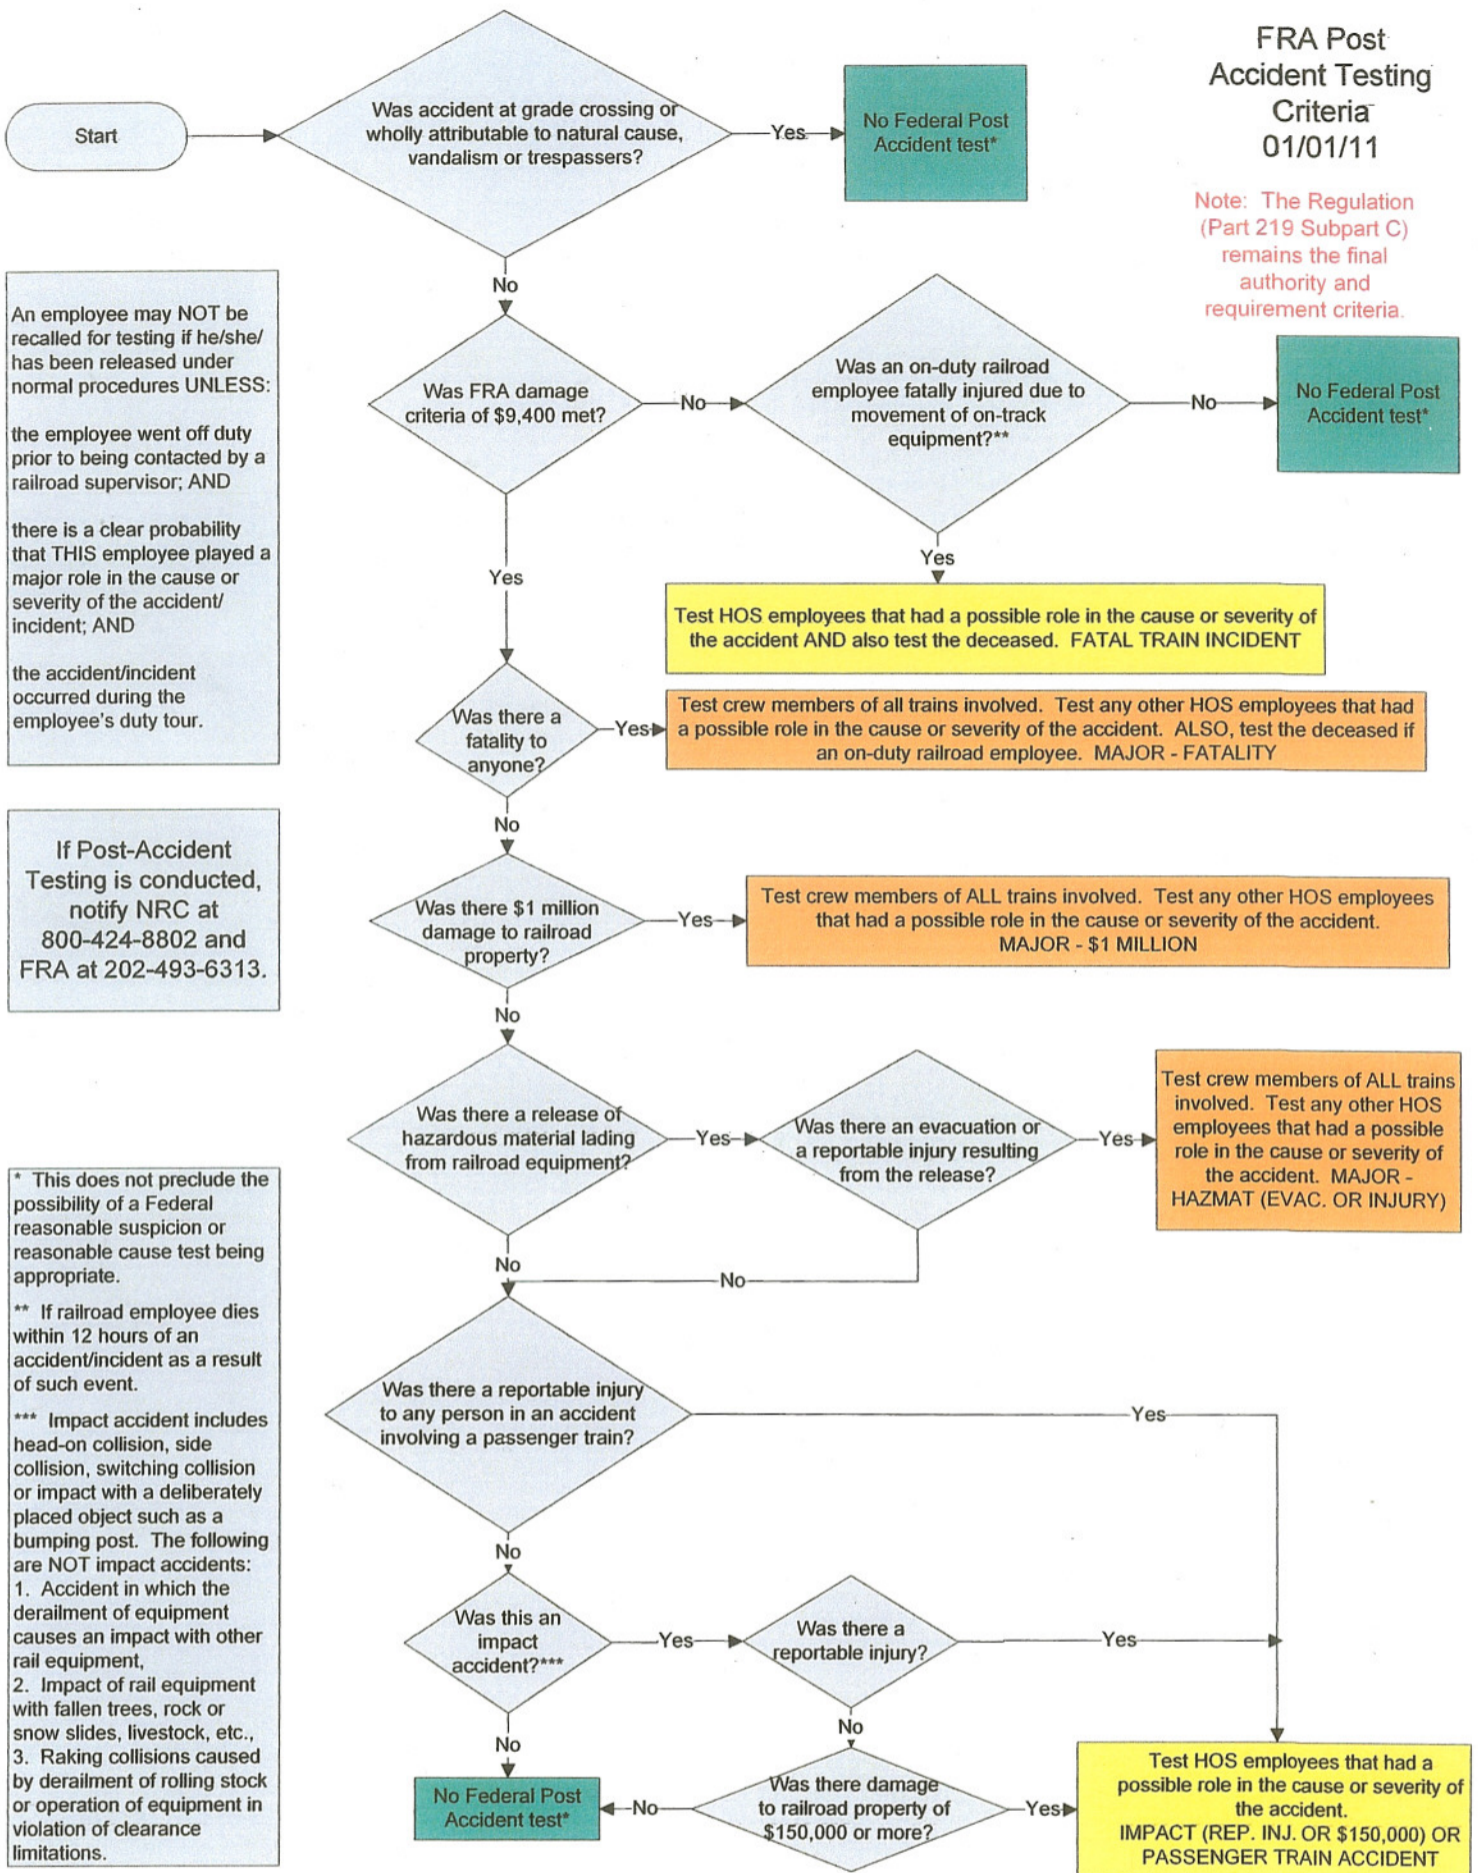 FRA Post
Accident Testing
Criteria
01/01/11
Note: The Regulation
(Part 219 Subpart C)
remains the final
authority and
requirement criteria.
Start
Was accident at grade crossing or
wholly attributable to natural cause,
vandalism or trespassers?
Yes
No Federal Post
Accident test*
No
An employee may NOT be
recalled for testing if he/she/
has been released under
normal procedures UNLESS:
the employee went off duty
prior to being contacted by a
railroad supervisor; AND
there is a clear probability
that THIS employee played a
major role in the cause or
severity of the accident/
incident; AND
the accident/incident
occurred during the
employee's duty tour.
Was FRA damage
criteria of $9,400 met?
No
Was an on-duty railroad
employee fatally injured due to
movement of on-track
equipment?**
No
No Federal Post
Accident test*
Yes
Yes
Test HOS employees that had a possible role in the cause or severity of
the accident AND also test the deceased. FATAL TRAIN INCIDENT
Was there a
fatality to
anyone?
Yes
Test crew members of all trains involved. Test any other HOS employees that had
a possible role in the cause or severity of the accident. ALSO, test the deceased if
an on-duty railroad employee. MAJOR - FATALITY
No
If Post-Accident
Testing is conducted,
notify NRC at
800-424-8802 and
FRA at 202-493-6313.
Was there $1 million
damage to railroad
property?
Yes
Test crew members of ALL trains involved. Test any other HOS employees
that had a possible role in the cause or severity of the accident.
MAJOR - $1 MILLION
No
Was there a release of
hazardous material lading
from railroad equipment?
Yes
Was there an evacuation or
a reportable injury resulting
from the release?
Yes
Test crew members of ALL trains
involved. Test any other HOS
employees that had a possible
role in the cause or severity of
the accident. MAJOR -
HAZMAT (EVAC. OR INJURY)
No
No
* This does not preclude the
possibility of a Federal
reasonable suspicion or
reasonable cause test being
appropriate.
** If railroad employee dies
within 12 hours of an
accident/incident as a result
of such event.
*** Impact accident includes
head-on collision, side
collision, switching collision
or impact with a deliberately
placed object such as a
bumping post. The following
are NOT impact accidents:
1. Accident in which the
derailment of equipment
causes an impact with other
rail equipment,
2. Impact of rail equipment
with fallen trees, rock or
snow slides, livestock, etc.,
3. Raking collisions caused
by derailment of rolling stock
or operation of equipment in
violation of clearance
limitations.
Was there a reportable injury
to any person in an accident
involving a passenger train?
Yes
No
Was this an
impact
accident?***
Yes
Was there a
reportable injury?
Yes
No
No
No Federal Post
Accident test*
No
Was there damage
to railroad property of
$150,000 or more?
Yes
Test HOS employees that had a
possible role in the cause or severity of
the accident.
IMPACT (REP. INJ. OR $150,000) OR
PASSENGER TRAIN ACCIDENT